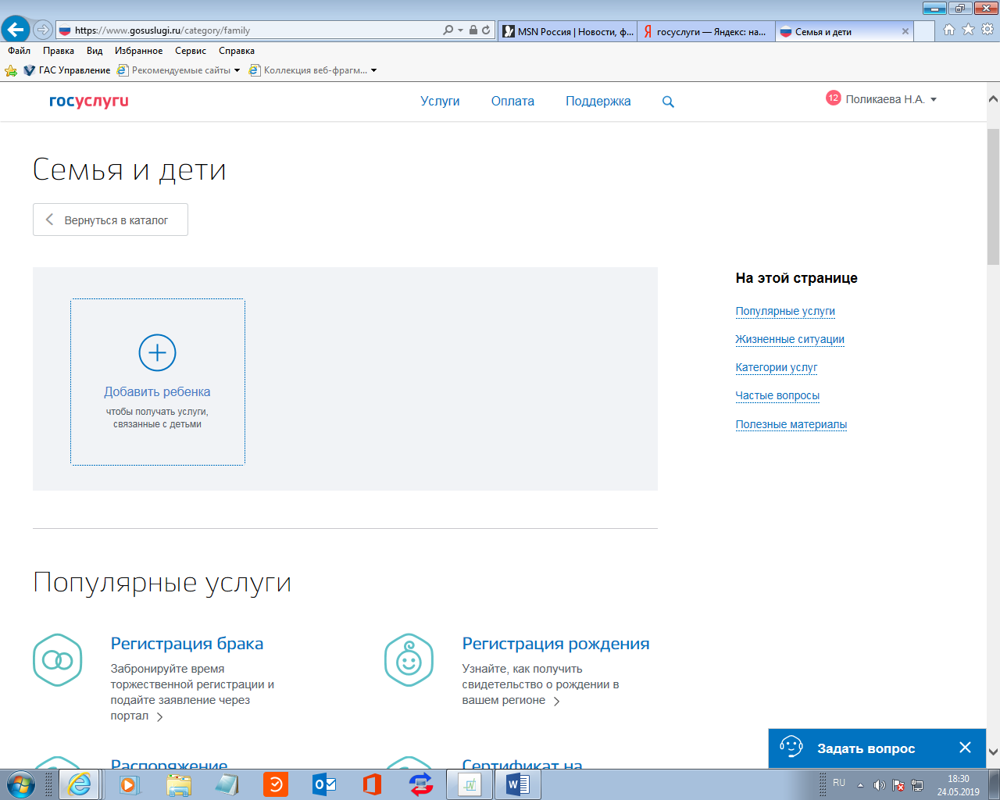 https://www.gosuslugi.ru/category/family
MSN Россия | Новости, ф...
госуслуги — Яндекс: на...
Семья и дети
Файл Правка Вид Избранное Сервис Справка
ГАС Управление Рекомендуемые сайты Коллекция веб-фрагм...
госуслуги Услуги Оплата Поддержка 12 Поликаева Н.А.
Семья и дети
Вернуться в каталог
Добавить ребенка
чтобы получать услуги,
связанные с детьми
На этой странице
Популярные услуги
Жизненные ситуации
Категории услуг
Частые вопросы
Полезные материалы
Популярные услуги
Регистрация брака
Забронируйте время
торжественной регистрации и
подайте заявление через
портал
Регистрация рождения
Узнайте, как получить
свидетельство о рождении в
вашем регионе
Распоряжение
Сертификат на
Задать вопрос
RU
18:30
24.05.2019